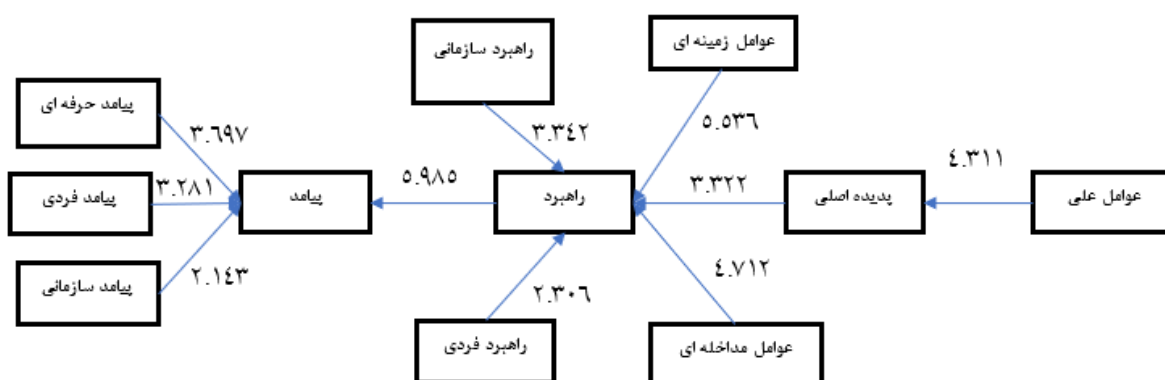 عوامل زمینه ای
راهبرد سازمانی
پیامد حرفه ای
۵.۵۳۶
۳.۶۹۷
۳.۳۴۲
۴.۳۱۱
عوامل علی
پدیده اصلی
۳.۳۲۲
راهبرد
۵.۹۸۵
پیامد
۳.۲۸۱
پیامد فردی
۴.۷۱۲
۲.۳۰۶
۲.۱۴۳
پیامد سازمانی
عوامل مداخله ای
راهبرد فردی